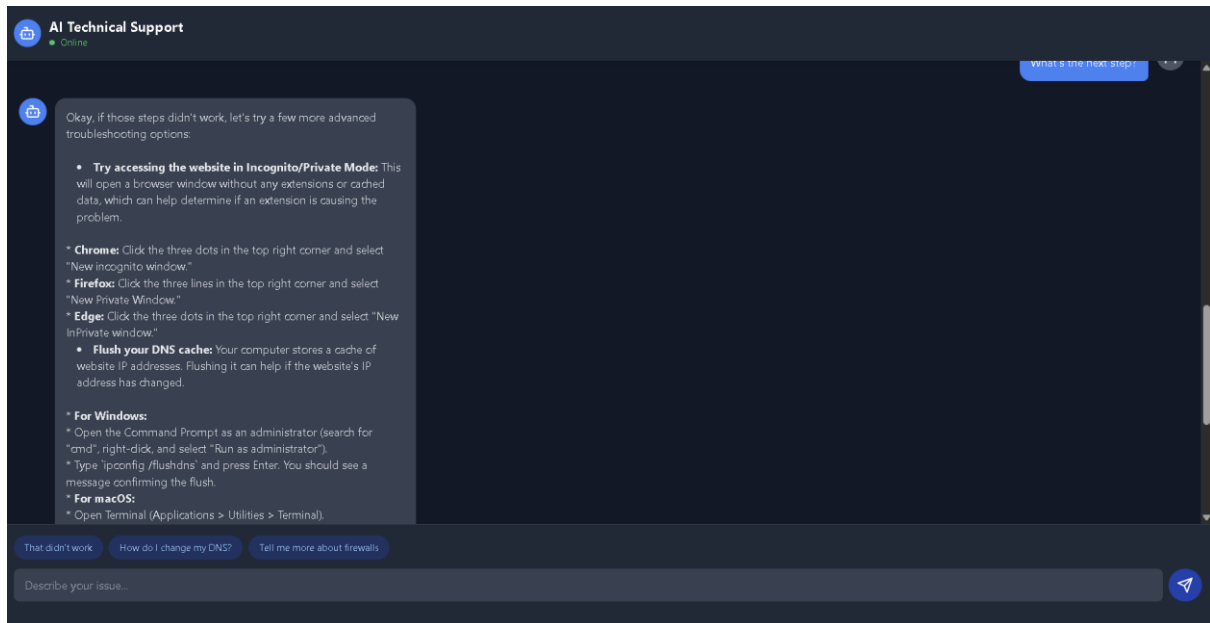 AI Technical Support
Online
What's the next step?
Okay, if those steps didn't work, let's try a few more advanced
troubleshooting options:
• Try accessing the website in Incognito/Private Mode: This
will open a browser window without any extensions or cached
data, which can help determine if an extension is causing the
problem.
* Chrome: Click the three dots in the top right corner and select
"New incognito window."
* Firefox: Click the three lines in the top right corner and select
"New Private Window."
* Edge: Click the three dots in the top right corner and select "New
InPrivate window."
• Flush your DNS cache: Your computer stores a cache of
website IP addresses. Flushing it can help if the website's IP
address has changed.
* For Windows:
* Open the Command Prompt as an administrator (search for
"cmd", right-click, and select "Run as administrator").
* Type `ipconfig /flushdns` and press Enter. You should see a
message confirming the flush.
* For macOS:
* Open Terminal (Applications > Utilities > Terminal).
That didn't work
How do I change my DNS?
Tell me more about firewalls
Describe your issue...